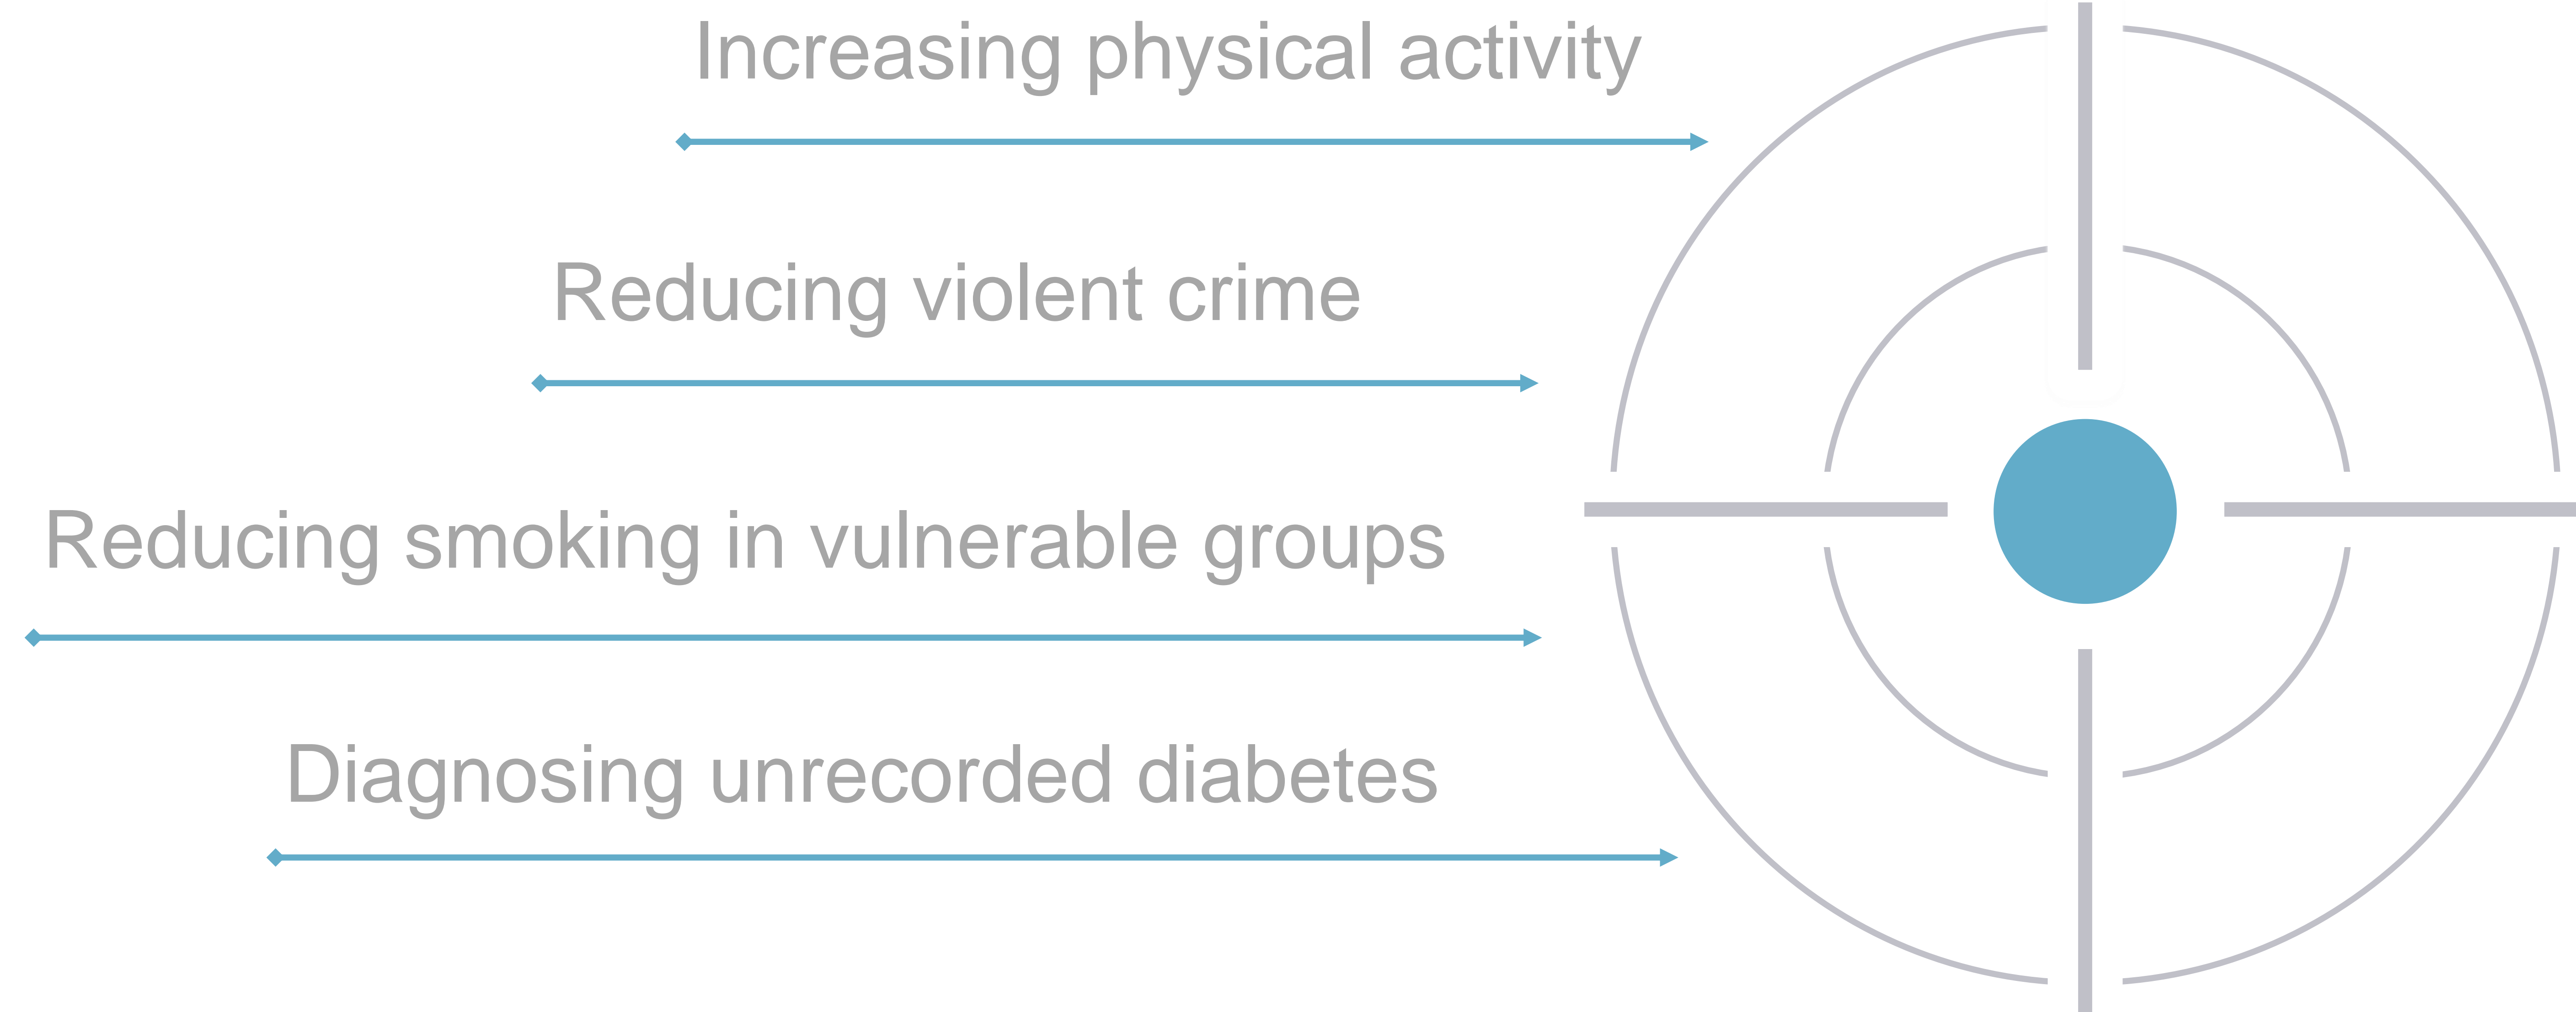 Increasing physical activity
Reducing violent crime
Reducing smoking in vulnerable groups
Diagnosing unrecorded diabetes